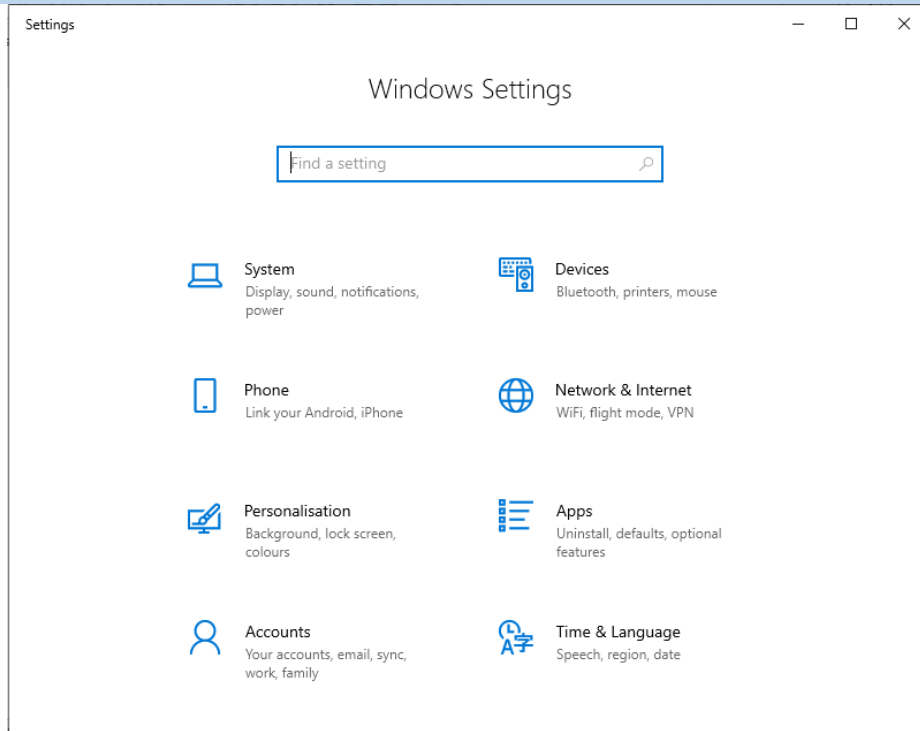 Settings
Windows Settings
Find a setting
System
Display, sound, notifications,
power
Devices
Bluetooth, printers, mouse
Phone
Link your Android, iPhone
Network & Internet
WiFi, flight mode, VPN
Personalisation
Background, lock screen,
colours
Apps
Uninstall, defaults, optional
features
Accounts
Your accounts, email, sync,
work, family
Time & Language
Speech, region, date